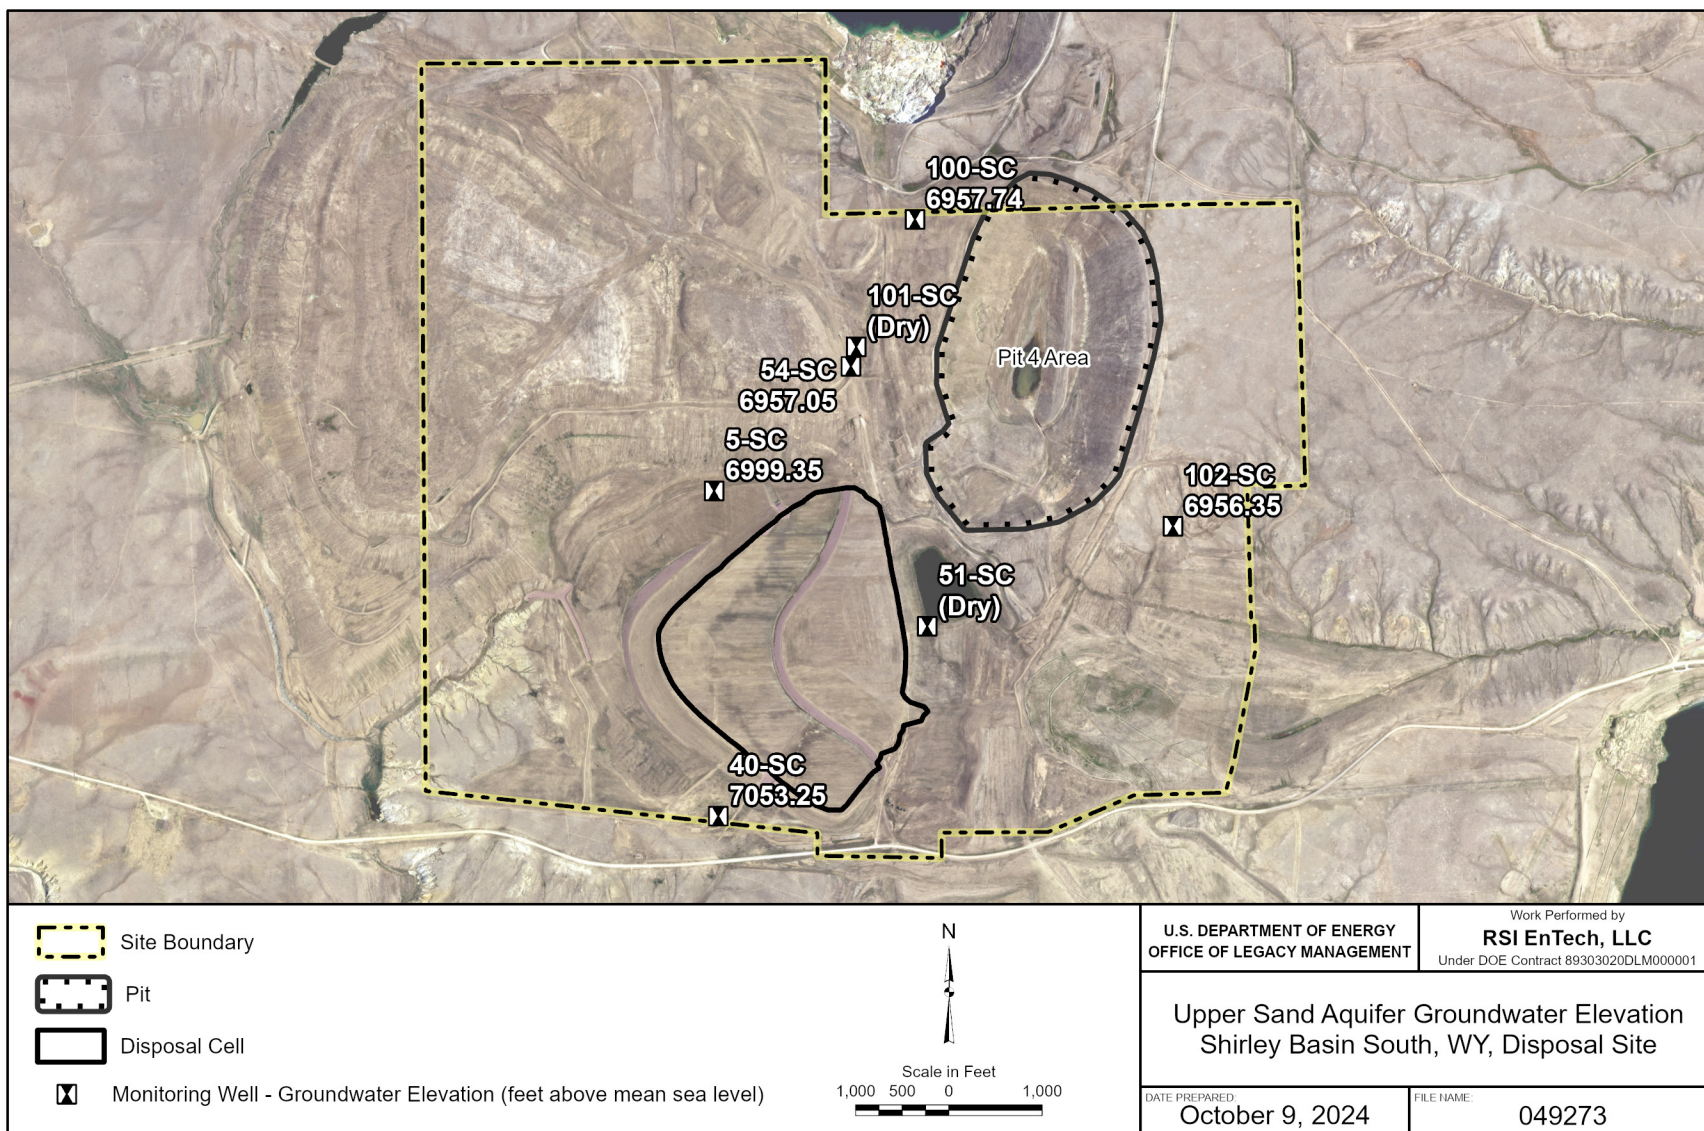 100-SC
6957.74
101-SC
(Dry)
Pit 4 Area
54-SC
6957.05
5-SC
6999.35
102-SC
6956.35
51-SC
(Dry)
40-SC
7053.25
Site Boundary
Pit
Disposal Cell
Monitoring Well - Groundwater Elevation (feet above mean sea level)
N
Scale in Feet
1,000 500 0 1,000
U.S. DEPARTMENT OF ENERGY
OFFICE OF LEGACY MANAGEMENT
Work Performed by
RSI EnTech, LLC
Under DOE Contract 89303020DLM000001
Upper Sand Aquifer Groundwater Elevation
Shirley Basin South, WY, Disposal Site
DATE PREPARED:
October 9, 2024
FILE NAME:
049273